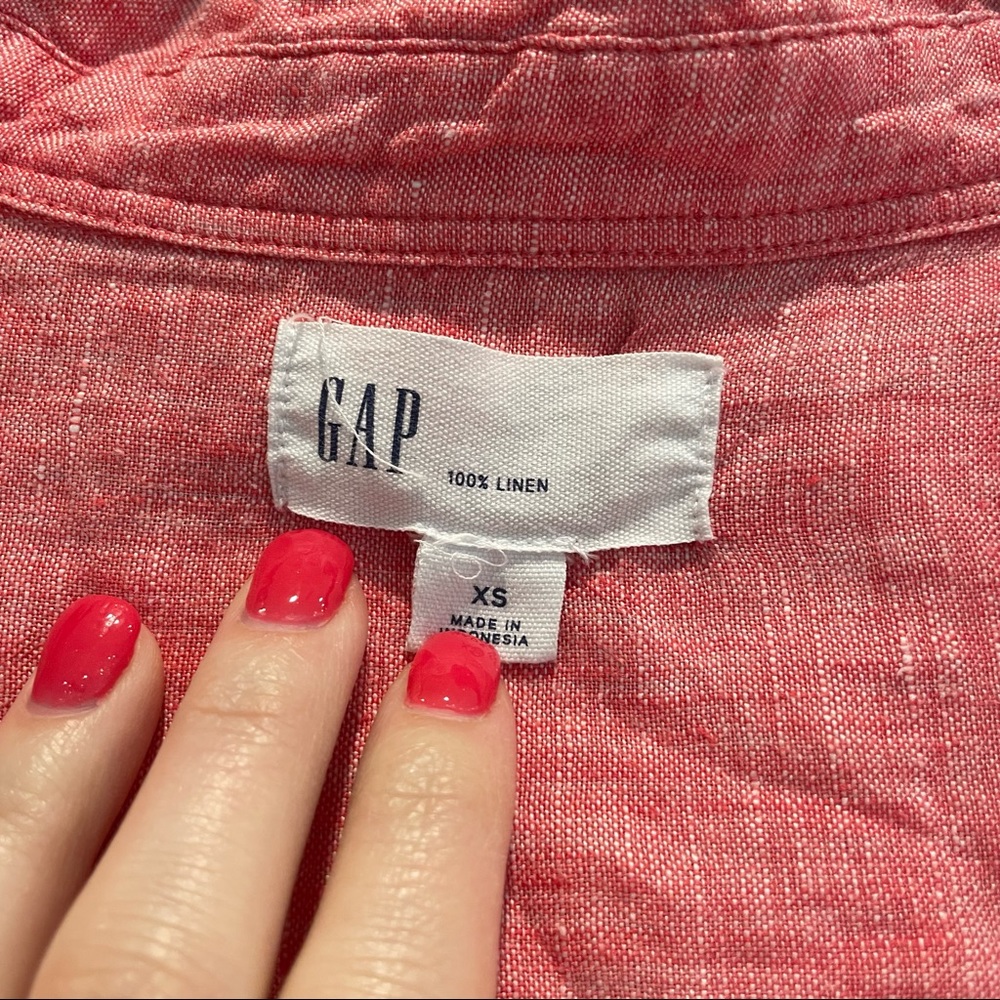 GAP
100% LINEN
XS
MADE IN
INDONESIA